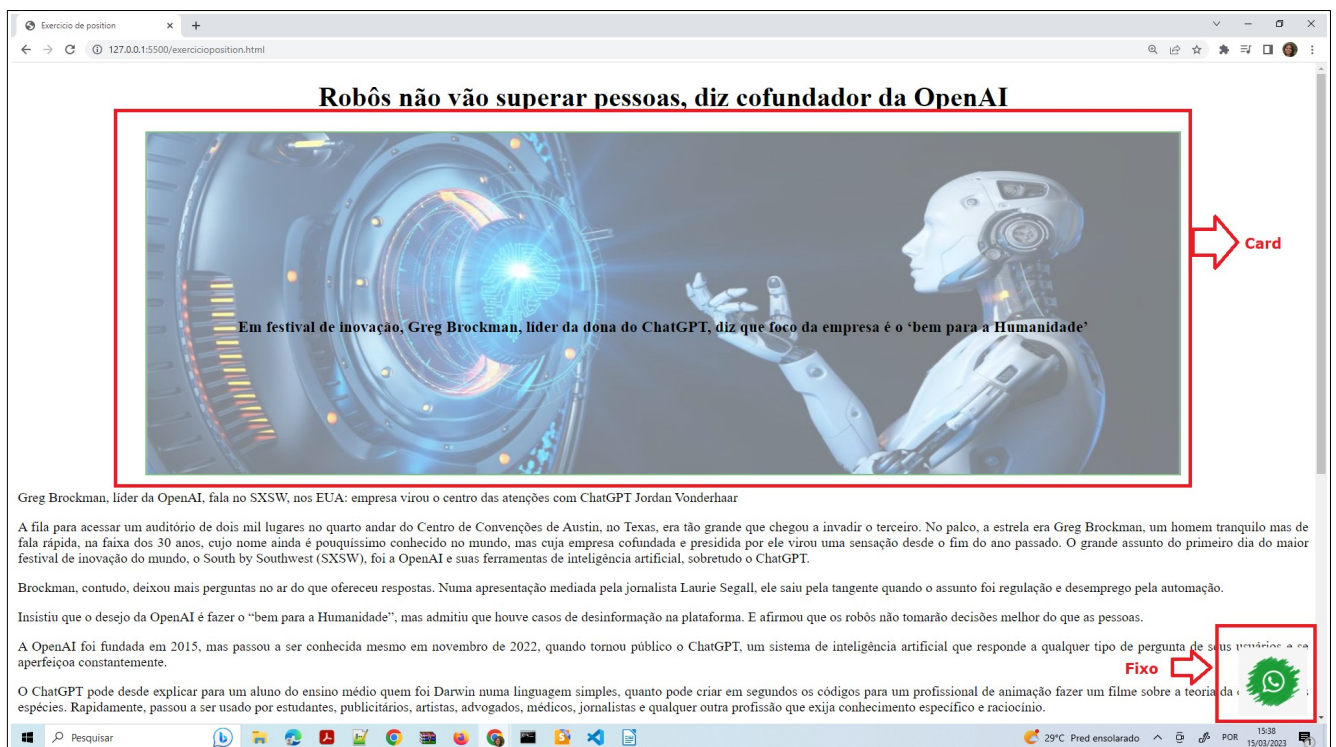 Exercicio de position
127.0.0.1:5500/exercicioposition.html
Robôs não vão superar pessoas, diz cofundador da OpenAI
Card
Em festival de inovação, Greg Brockman, líder da dona do ChatGPT, diz que foco da empresa é o ‘bem para a Humanidade’
Greg Brockman, líder da OpenAI, fala no SXSW, nos EUA: empresa virou o centro das atenções com ChatGPT Jordan Vonderhaar
A fila para acessar um auditório de dois mil lugares no quarto andar do Centro de Convenções de Austin, no Texas, era tão grande que chegou a invadir o terceiro. No palco, a estrela era Greg Brockman, um homem tranquilo mas de
fala rápida, na faixa dos 30 anos, cujo nome ainda é pouquíssimo conhecido no mundo, mas cuja empresa cofundada e presidida por ele virou uma sensação desde o fim do ano passado. O grande assunto do primeiro dia do maior
festival de inovação do mundo, o South by Southwest (SXSW), foi a OpenAI e suas ferramentas de inteligência artificial, sobretudo o ChatGPT.
Brockman, contudo, deixou mais perguntas no ar do que ofereceu respostas. Numa apresentação mediada pela jornalista Laurie Segall, ele saiu pela tangente quando o assunto foi regulação e desemprego pela automação.
Insistiu que o desejo da OpenAI é fazer o “bem para a Humanidade”, mas admitiu que houve casos de desinformação na plataforma. E afirmou que os robôs não tomarão decisões melhor do que as pessoas.
A OpenAI foi fundada em 2015, mas passou a ser conhecida mesmo em novembro de 2022, quando tornou público o ChatGPT, um sistema de inteligência artificial que responde a qualquer tipo de pergunta de seus usuários e se
aperfeiçoa constantemente.
Fixo
O ChatGPT pode desde explicar para um aluno do ensino médio quem foi Darwin numa linguagem simples, quanto pode criar em segundos os códigos para um profissional de animação fazer um filme sobre a teoria da
espécies. Rapidamente, passou a ser usado por estudantes, publicitários, artistas, advogados, médicos, jornalistas e qualquer outra profissão que exija conhecimento específico e raciocínio.
Pesquisar
29°C Pred ensolarado
POR
15:38
15/03/2023